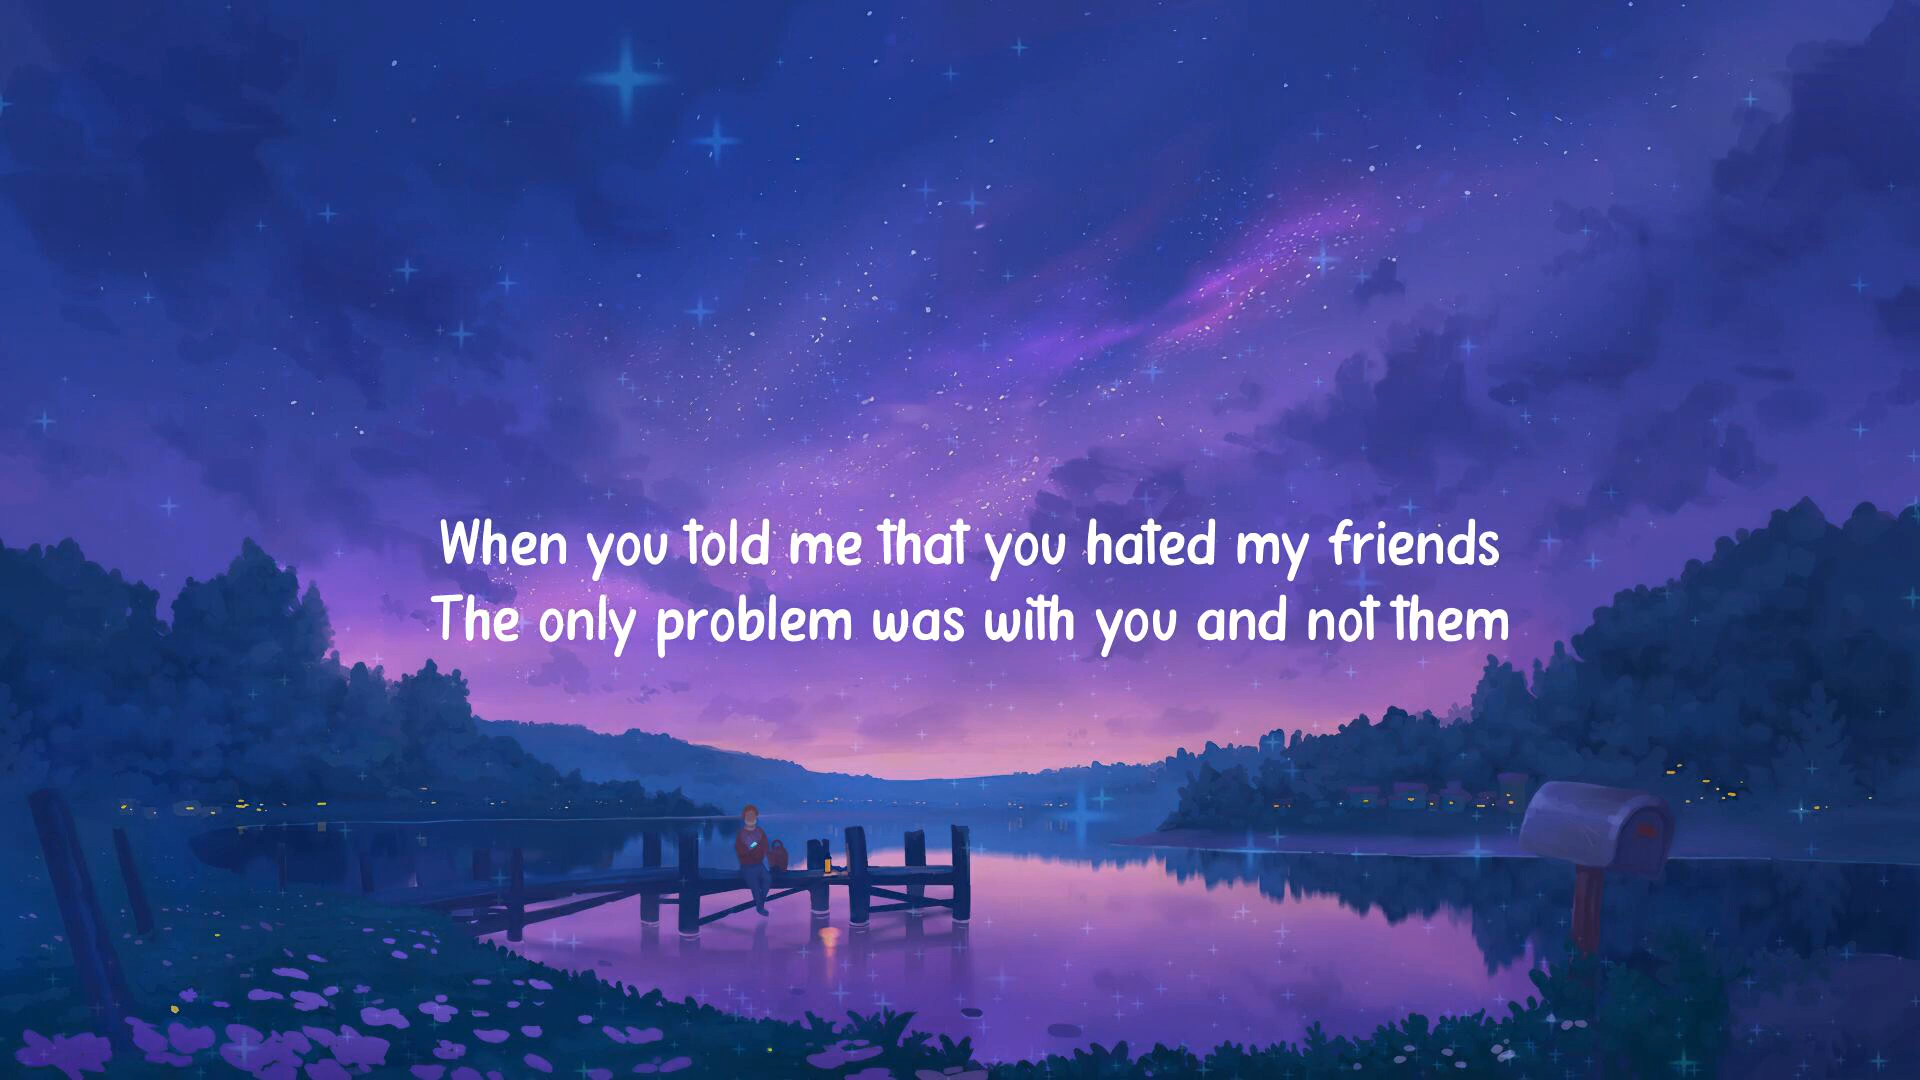 When you told me that you hated my friends
The only problem was with you and not them